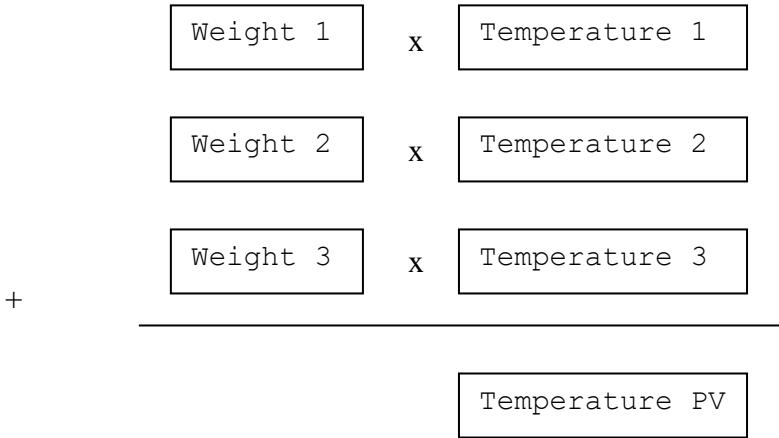 Weight 1 x Temperature 1
Weight 2 x Temperature 2
Weight 3 x Temperature 3
+
Temperature PV